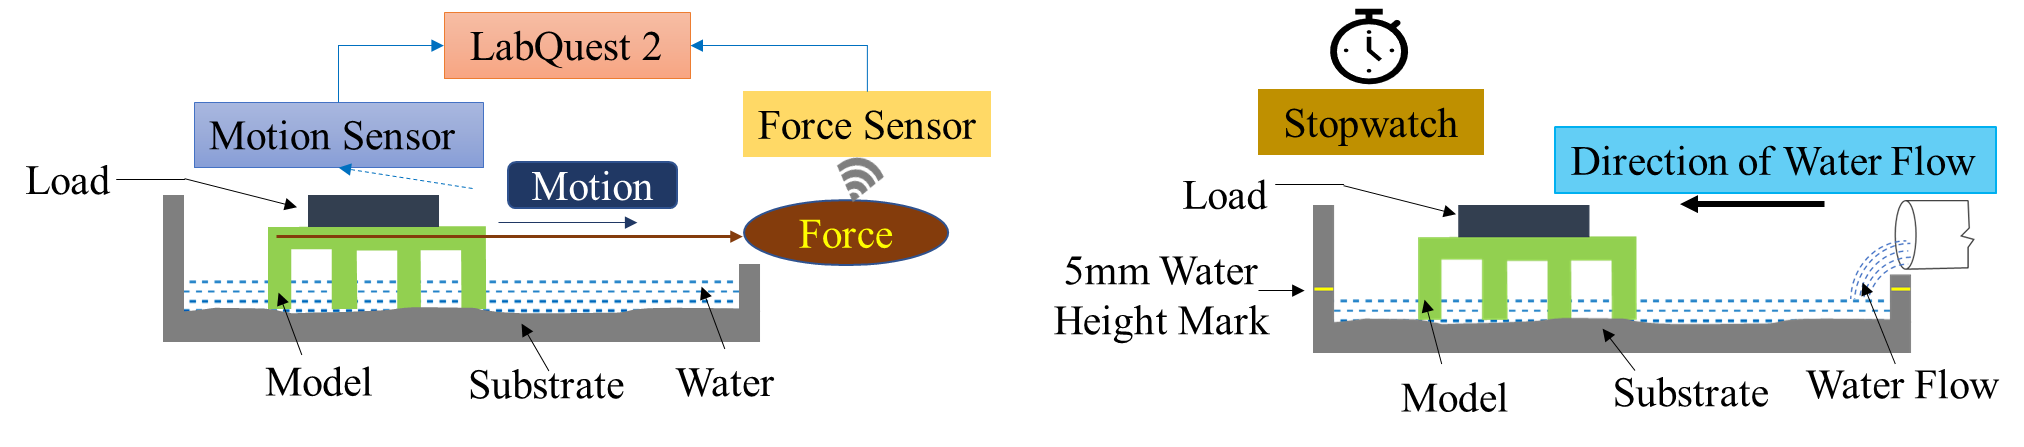 LabQuest 2
Motion Sensor
Force Sensor
Load
Motion
Force
Model
Substrate
Water
Stopwatch
Direction of Water Flow
Load
5mm Water
Height Mark
Model
Substrate
Water Flow